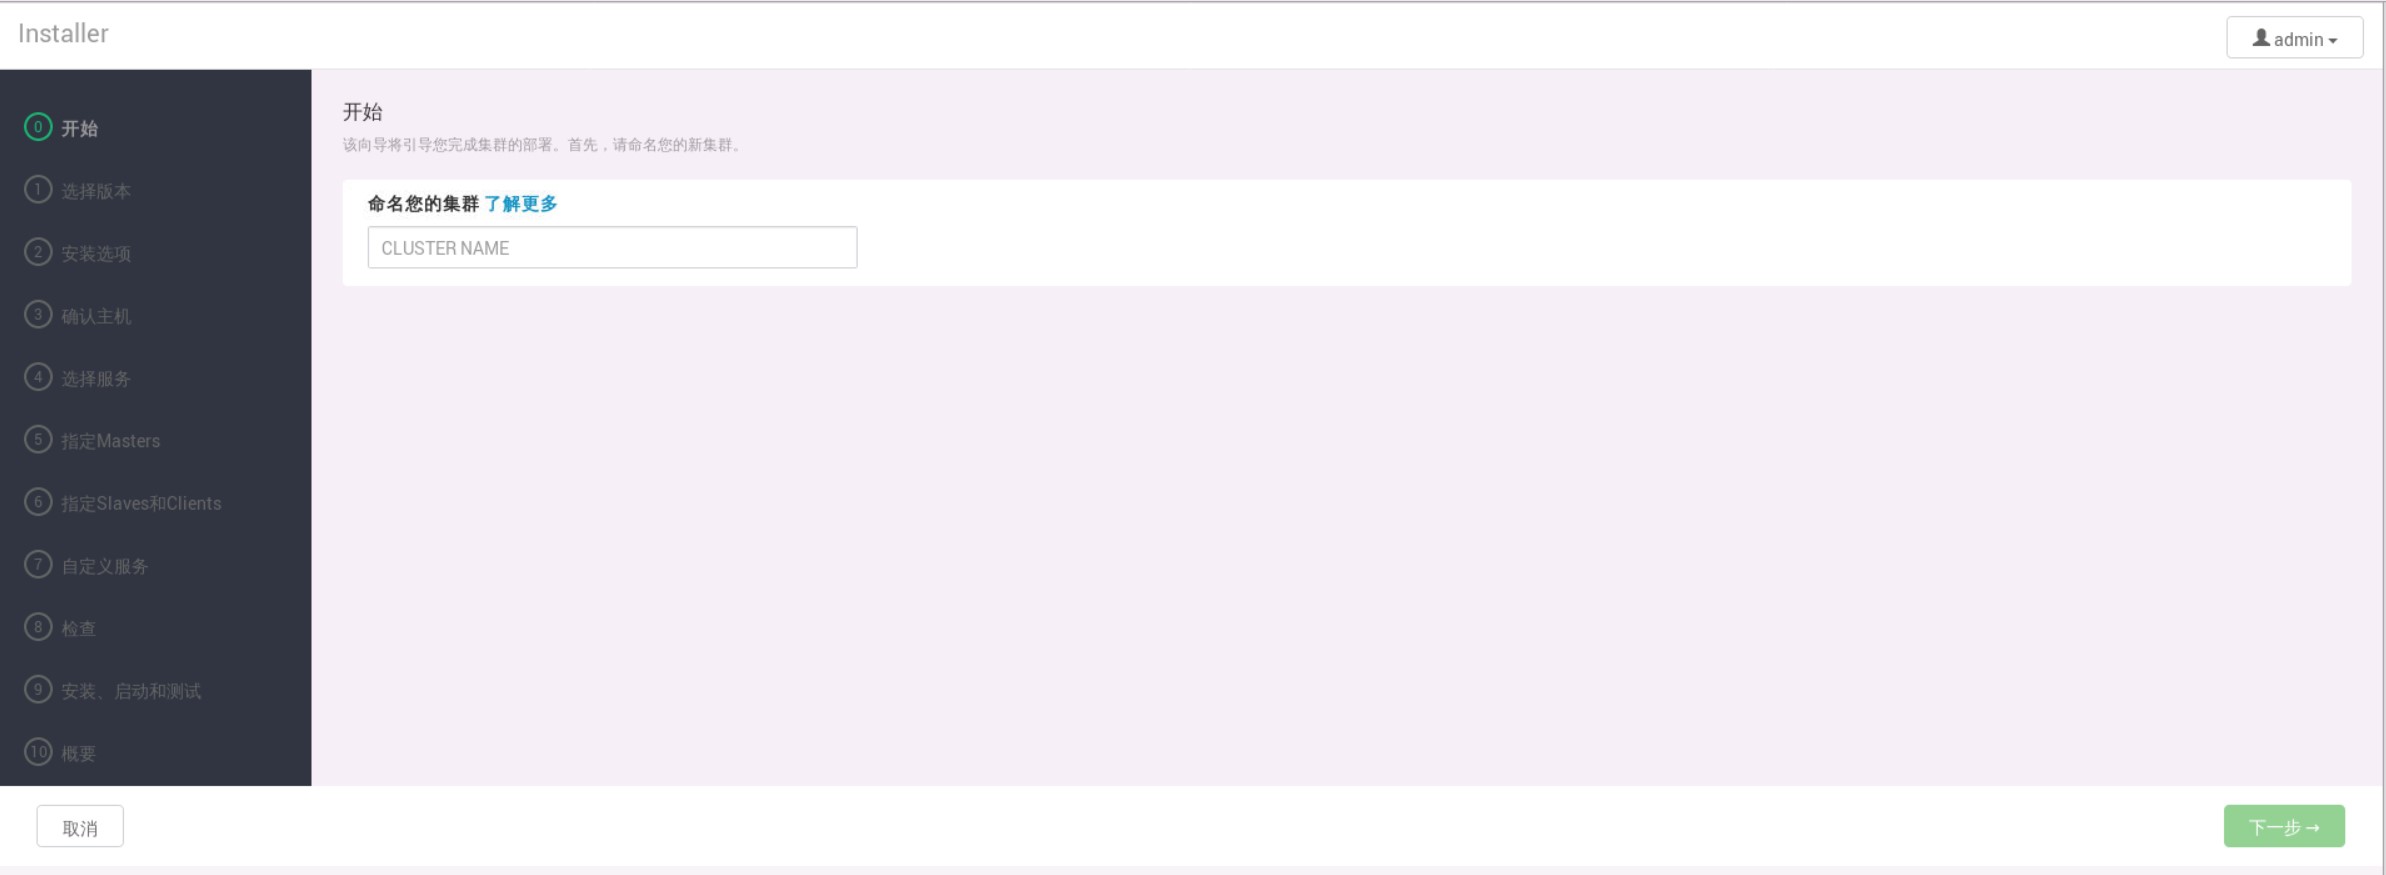 Installer
admin
0 开始
1 选择版本
2 安装选项
3 确认主机
4 选择服务
5 指定Masters
6 指定Slaves和Clients
7 自定义服务
8 检查
9 安装、启动和测试
10 概要
开始
该向导将引导您完成集群的部署。首先，请命名您的新集群。
命名您的集群 了解更多
CLUSTER NAME
取消
下一步→